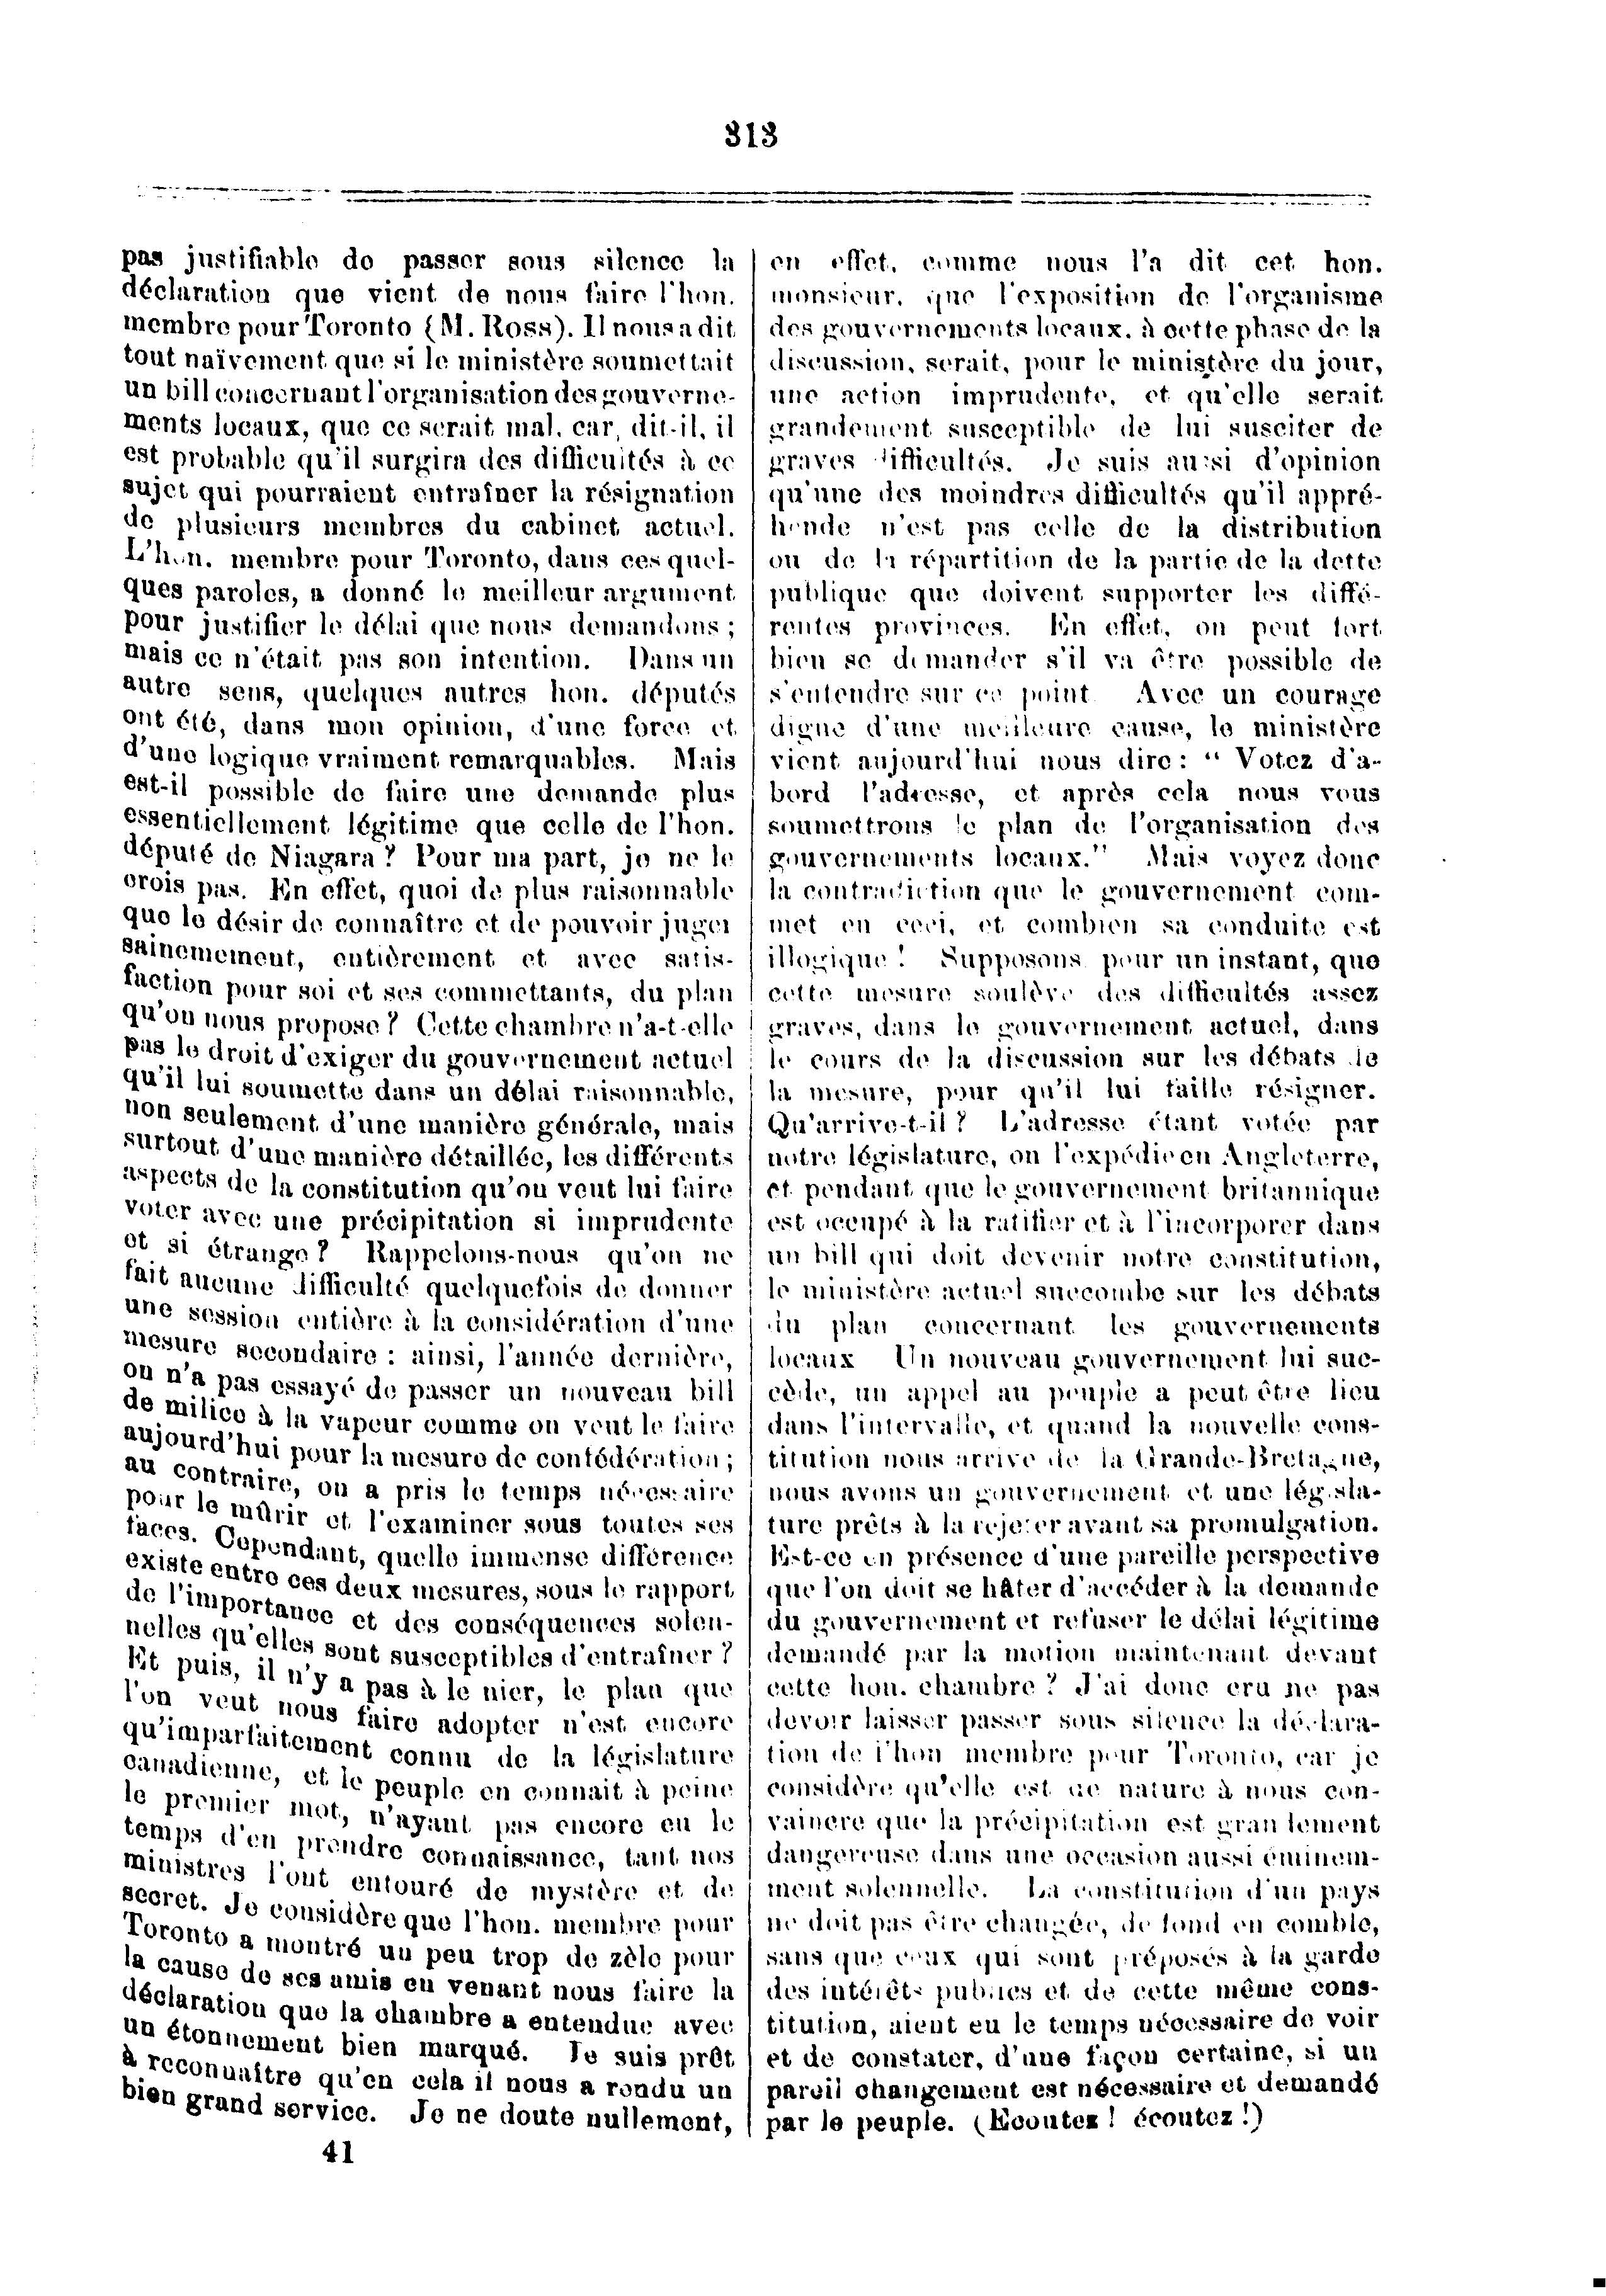 313
pas justifiable de passer sous silence la
déclaration que vient de nous faire l'hon.
membre pour Toronto (M. Ross). Il nous a dit
tout naïvement que si le ministère soumettait
un bill concernant l'organisation des gouverne-
ments locaux, que ce serait mal, car, dit-il, il
est probable qu'il surgira des difficultés à ce
sujet qui pourraient entraîner la résignation
de plusieurs membres du cabinet actuel.
L'hon. membre pour Toronto, dans ces quel-
ques paroles, a donné le meilleur argument
pour justifier le délai que nous demandons ;
mais ce n'était pas son intention. Dans un
autre sens, quelques autres hon. députés
ont été, dans mon opinion, d'une force et
d'une logique vraiment remarquables. Mais
est-il possible de faire une demande plus
essentiellement légitime que celle de l'hon.
député de Niagara ? Pour ma part, je ne le
crois pas. En effet, quoi de plus raisonnable
que le désir de connaître et de pouvoir juger
sainemement, entièrement et avec satis-
faction pour soi et ses commettants, du plan
qu'on nous propose ? Cette chambre n'a-t-elle
pas le droit d'exiger du gouvernement actuel
qu'il lui soumette dans un délai raisonnable,
non seulement d'une manière générale, mais
surtout d'une manière détaillée, les différents
aspects de la constitution qu'on veut lui faire
voter avec une précipitation si imprudente
et si étrange ? Rappelons-nous qu'on ne
fait aucune difficulté quelquefois de donner
une session entière à la considération d'une
mesure secondaire : ainsi, l'année dernière,
on n'a pas essayé de passer un nouveau bill
de milice à la vapeur comme on veut le faire
aujourd'hui pour la mesure de confédération ;
au contraire, on a pris le temps nécessaire
pour le mûrir et l'examiner sous toutes ses
faces. Cependant, quelle immense différence
existe entre ces deux mesures, sous le rapport
de l'importance et des conséquences solen-
nelles qu'elles sont susceptibles d'entraîner ?
Et puis, il n'y a pas à le nier, le plan que
l'on veut nous faire adopter n'est encore
qu'imparfaitement connu de la législature
canadienne, et le peuple en connait à peine
le premier mot, n'ayant pas encore eu le
temps d'en prendre connaissance, tant nos
ministres l'ont entouré de mystère et de
secret. Je considère que l'hon. membre pour
Toronto a montré un peu trop de zèle pour
la cause de ses amis en venant nous faire la
déclaration que la chambre a entendue avec
un étonnement bien marqué. Je suis prêt
à reconnaître qu'en cela il nous a rendu un
bien grand service. Je ne doute nullement,
41
en effet, comme nous l'a dit cet hon.
monsieur, que l'exposition de l'organisme
des gouvernements locaux, à cette phase de la
discussion, serait, pour le ministère du jour,
une action imprudente, et qu'elle serait
grandement susceptible de lui susciter de
graves difficultés. Je suis aussi d'opinion
qu'une des moindres difficultés qu'il appré-
hende n'est pas celle de la distribution
ou de la répartition de la partie de la dette
publique que doivent supporter les diffé-
rentes provinces. En effet, on peut fort
bien se demander s'il va être possible de
s'entendre sur ce point Avec un courage
digne d'une meilleure cause, le ministère
vient aujourd'hui nous dire : " Votez d'a-
bord l'adresse, et après cela nous vous
soumettrons le plan de l'organisation des
gouvernements locaux." Mais voyez donc
la contradiction que le gouvernement com-
met en ceci, et combien sa conduite est
illogique ! Supposons pour un instant, que
cette mesure soulève des difficultés assez
graves, dans le gouvernement actuel, dans
le cours de la discussion sur les débats de
la mesure, pour qu'il lui faille résigner.
Qu'arrive-t-il ? L'adresse étant votée par
notre législature, on l'expédie en Angleterre,
et pendant que le gouvernement britannique
est occupé à la ratifier et à l'incorporer dans
un bill qui doit devenir notre constitution,
le ministère actuel succombe sur les débats
du plan concernant les gouvernements
locaux Un nouveau gouvernement lui suc-
cède, un appel au peuple a peut être lieu
dans l'intervalle, et quand la nouvelle cons-
titution nous arrive de la Grande-Bretagne,
nous avons un gouvernement et une législa-
ture prêts à la rejeter avant sa promulgation.
Est-ce en présence d'une pareille perspective
que l'on doit se hâter d'accéder à la demande
du gouvernement et refuser le délai légitime
demandé par la motion maintenant devant
cette hon. chambre ? J'ai donc cru ne pas
devoir laisser passer sous silence la déclara-
tion de l'hon membre pour Toronto, car je
considère qu'elle est de nature à nous con-
vaincre que la précipitation est grandement
dangereuse dans une occasion aussi éminem-
ment solennelle. La constitution d'un pays
ne doit pas être changée, de fond en comble,
sans que ceux qui sont préposés à la garde
des intérêts publics et de cette même cons-
titution, aient eu le temps nécessaire de voir
et de constater, d'une façon certaine, si un
pareil changement est nécessaire et demandé
par le peuple. (Ecoutez ! écoutez !)